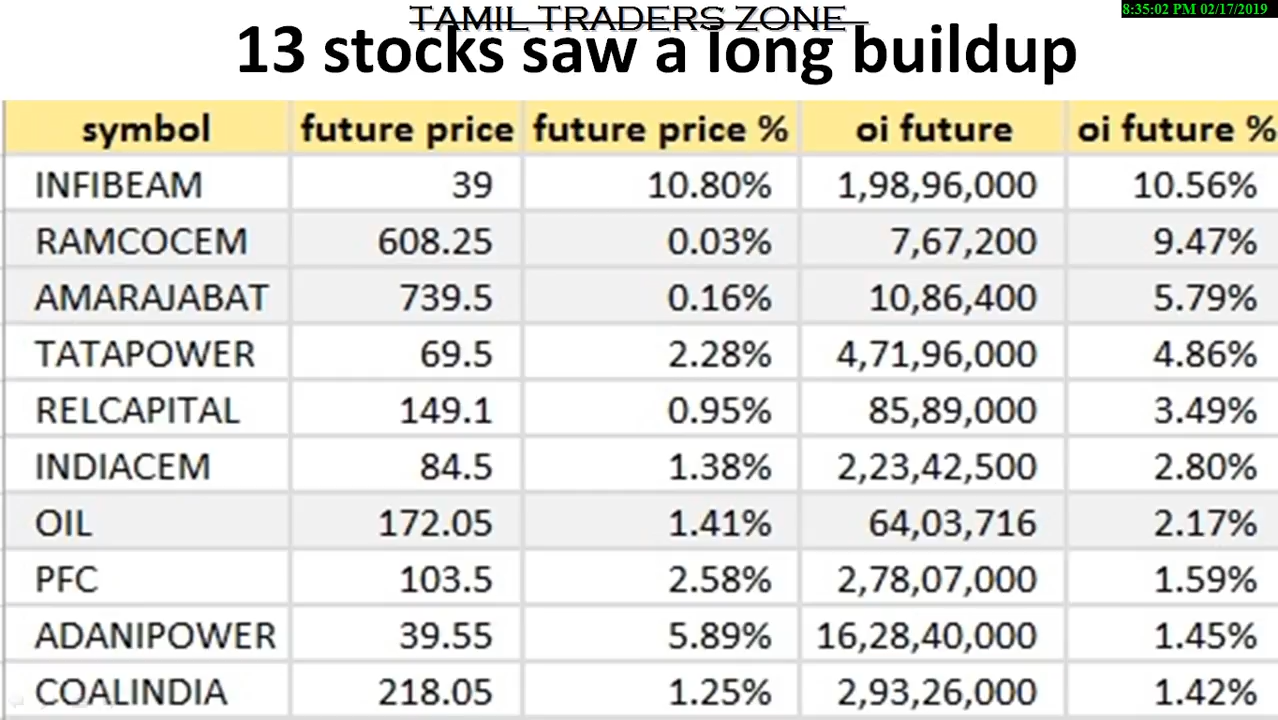 TAMIL TRADERS ZONE
8:35:02 PM 02/17/2019
13 stocks saw a long buildup
symbol future price future price % oi future oi future %
INFIBEAM 39 10.80% 1,98,96,000 10.56%
RAMCOCEM 608.25 0.03% 7,67,200 9.47%
AMARAJABAT 739.5 0.16% 10,86,400 5.79%
TATAPOWER 69.5 2.28% 4,71,96,000 4.86%
RELCAPITAL 149.1 0.95% 85,89,000 3.49%
INDIACEM 84.5 1.38% 2,23,42,500 2.80%
OIL 172.05 1.41% 64,03,716 2.17%
PFC 103.5 2.58% 2,78,07,000 1.59%
ADANIPOWER 39.55 5.89% 16,28,40,000 1.45%
COALINDIA 218.05 1.25% 2,93,26,000 1.42%